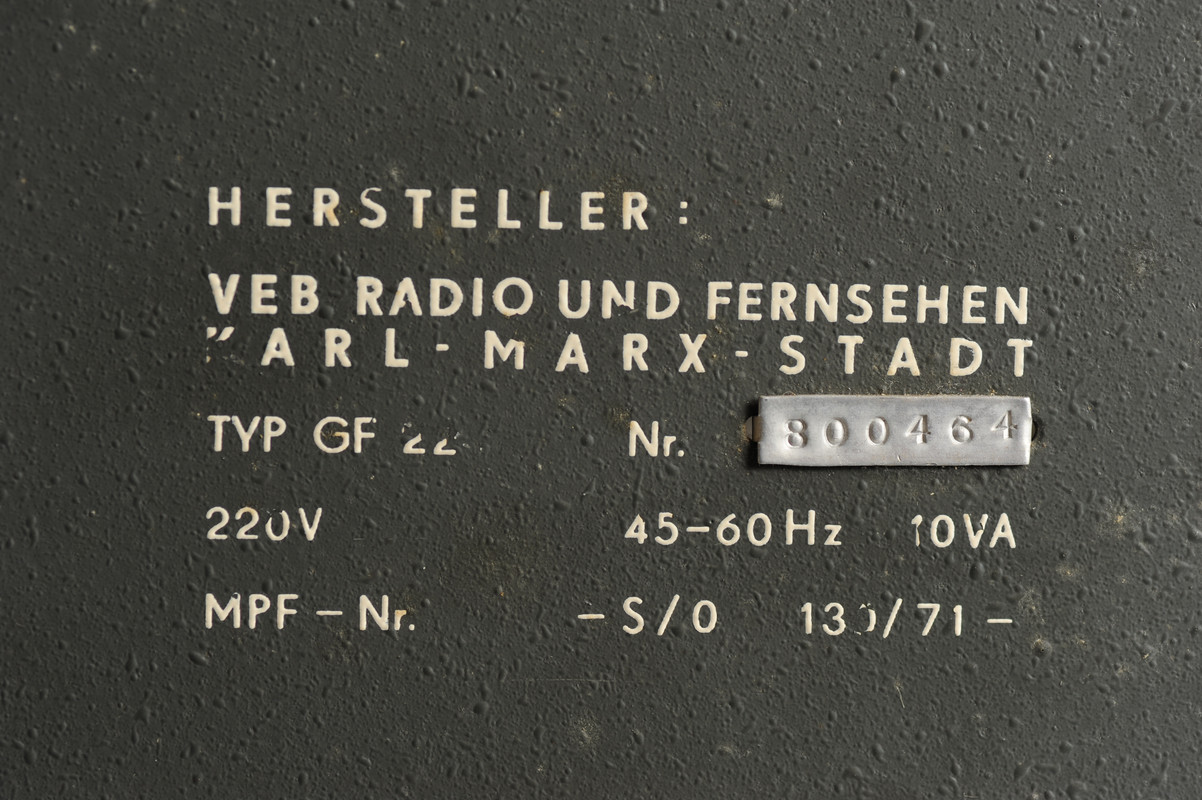 HERSTELLER:
VEB RADIO UND FERNSEHEN
KARL-MARX-STADT
TYP GF 22 Nr. 800464
220V 45-60Hz 10VA
MPF-Nr. -S/0 130/71-